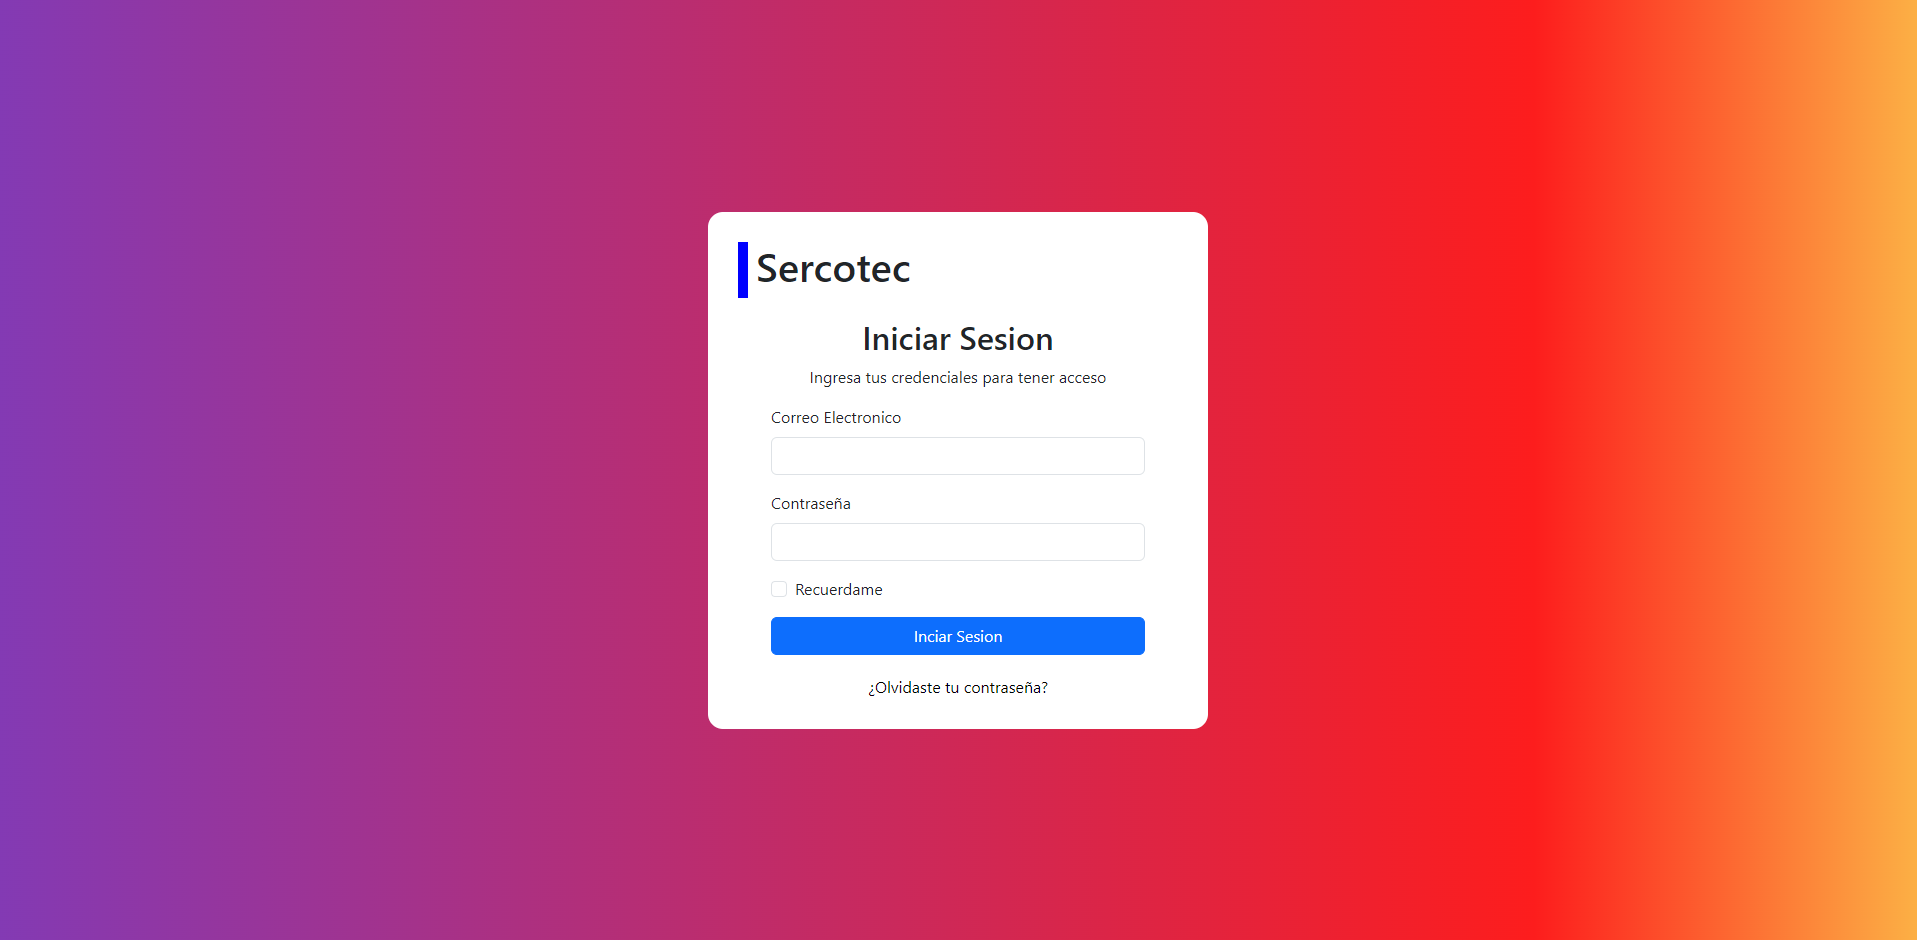 Sercotec
Iniciar Sesion
Ingresa tus credenciales para tener acceso
Correo Electronico
Contraseña
Recuerdame
Inciar Sesion
¿Olvidaste tu contraseña?